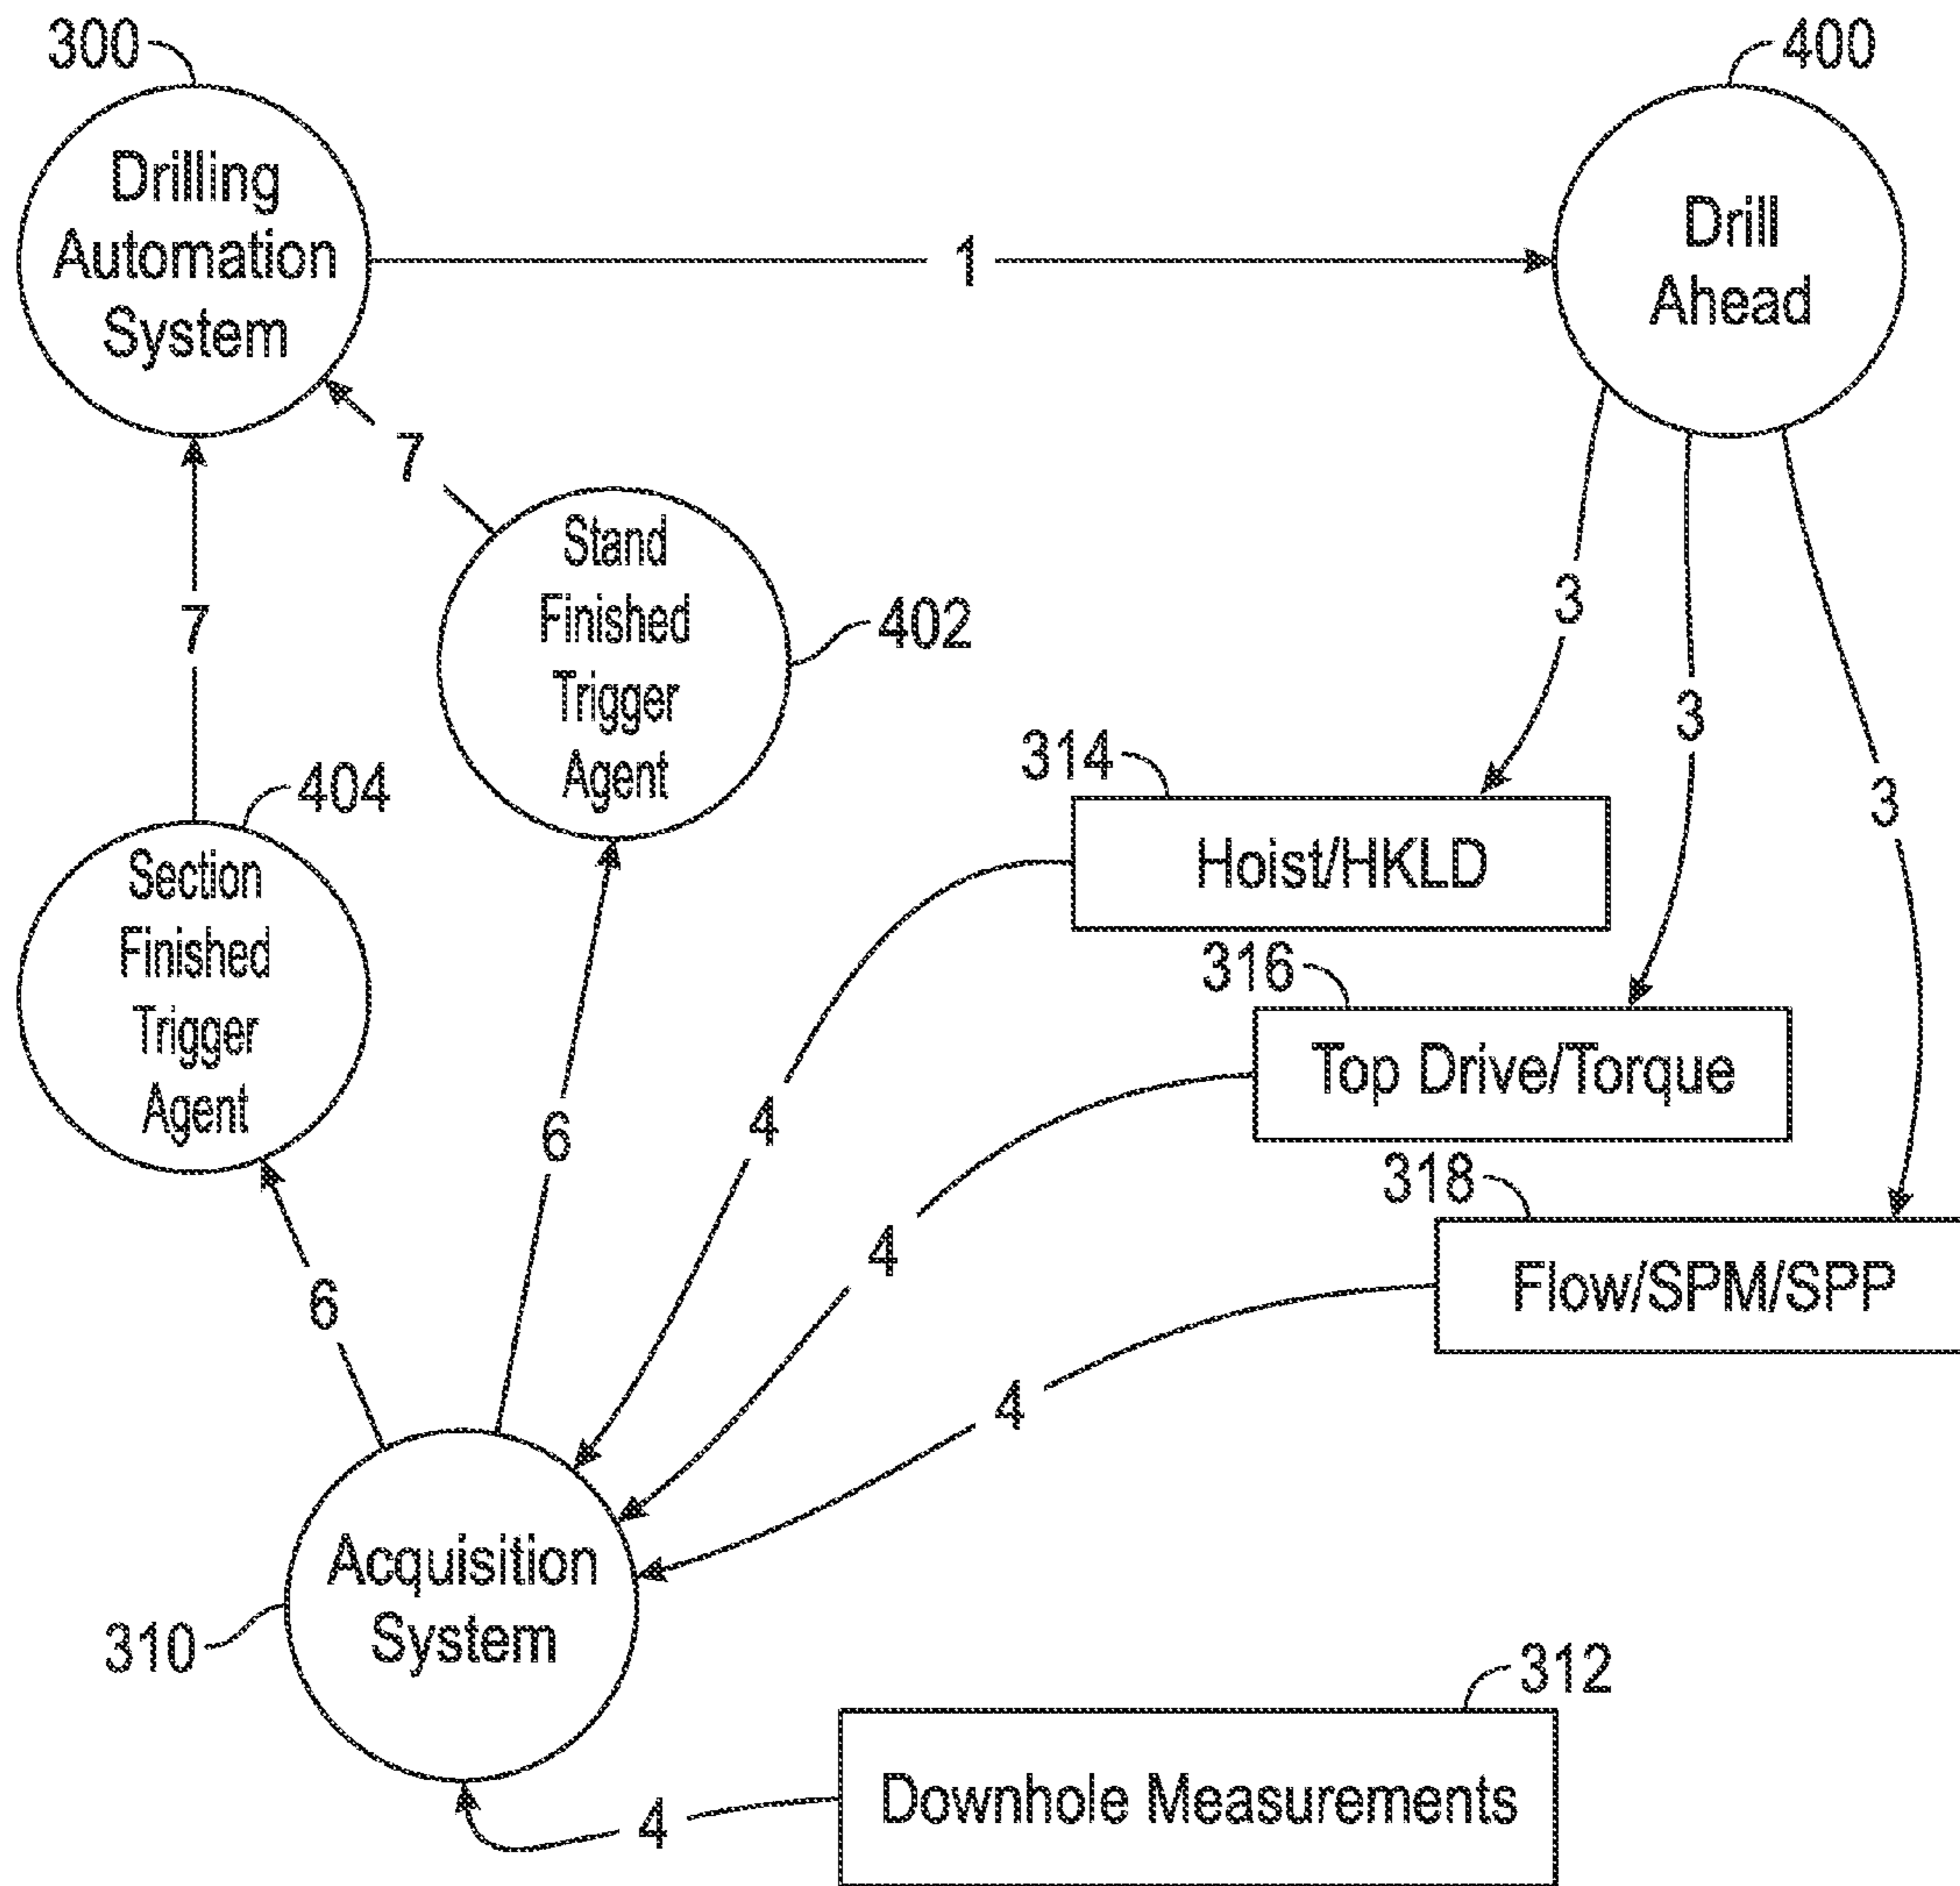 300
400
Drilling
Automation
System
Drill
Ahead
1
7
7
Stand
Finished
Trigger
Agent
402
3
3
3
404
Section
Finished
Trigger
Agent
314
Hoist/HKLD
316
Top Drive/Torque
318
Flow/SPM/SPP
6
6
4
4
4
Acquisition
System
310
312
Downhole Measurements
4